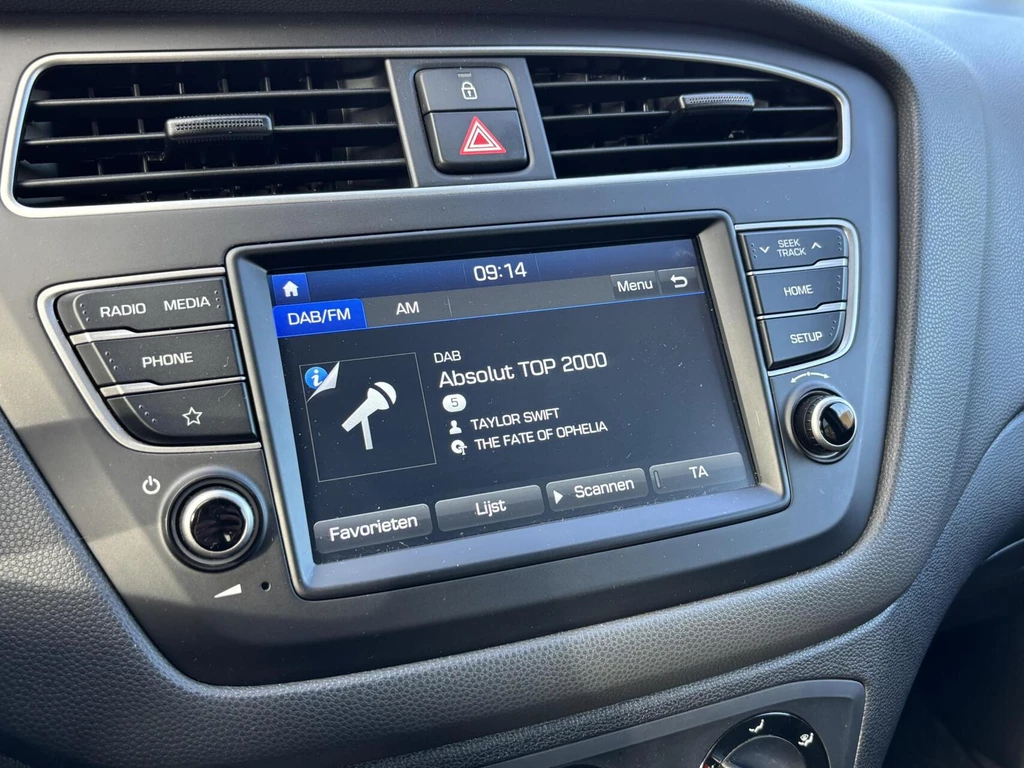 09:14
Menu
DAB/FM AM
DAB
Absolut TOP 2000
5
TAYLOR SWIFT
THE FATE OF OPHELIA
Favorieten Lijst Scannen TA
RADIO MEDIA
PHONE
SEEK
TRACK
HOME
SETUP